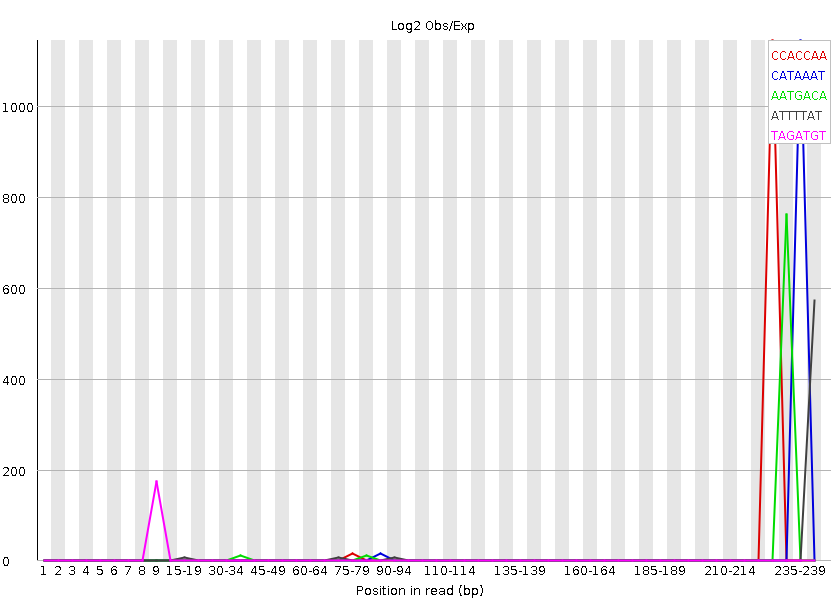 Log2 Obs/Exp
CCACCAA
CATAAAT
AATGACA
ATTTTAT
TAGATGT
1000
800
600
400
200
0
1 2 3 4 5 6 7 8 9 15-19 30-34 45-49 60-64 75-79 90-94 110-114 135-139 160-164 185-189 210-214 235-239
Position in read (bp)